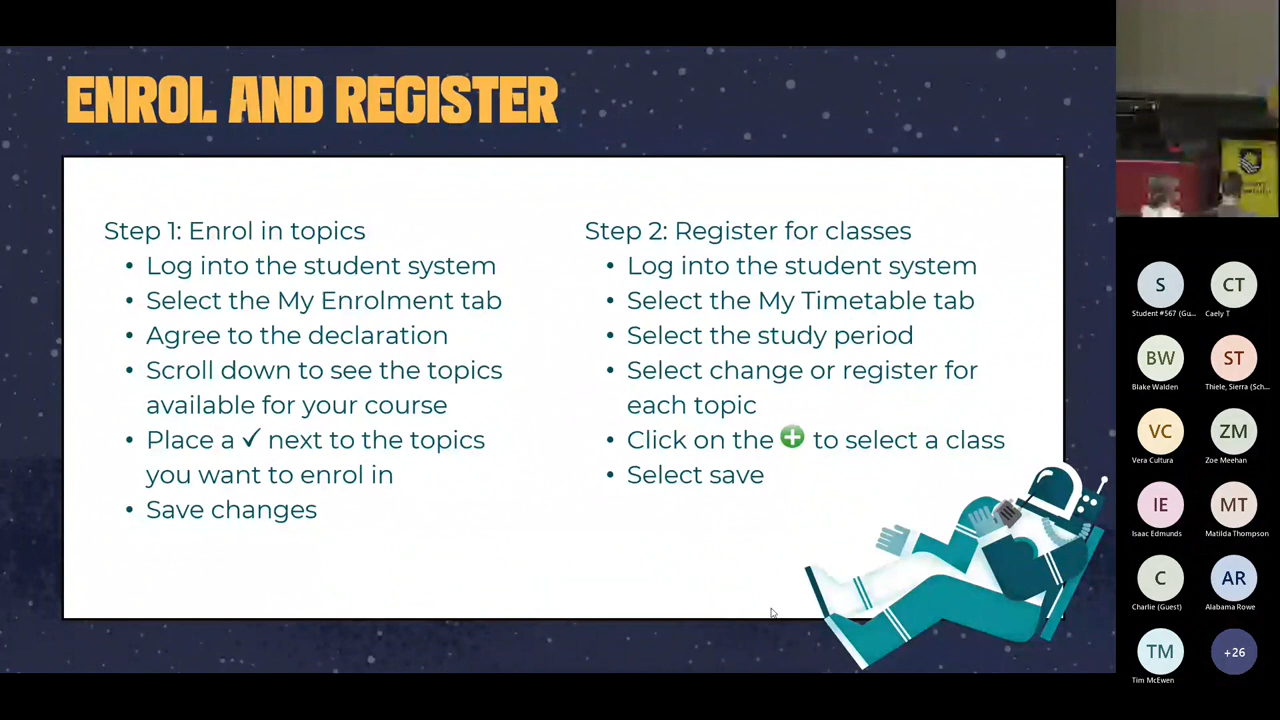 ENROL AND REGISTER
Step 1: Enrol in topics
• Log into the student system
• Select the My Enrolment tab
• Agree to the declaration
• Scroll down to see the topics
available for your course
• Place a ✓ next to the topics
you want to enrol in
• Save changes
Step 2: Register for classes
• Log into the student system
• Select the My Timetable tab
• Select the study period
• Select change or register for
each topic
• Click on the ➕ to select a class
• Select save
S
CT
Student #567 (Gu...
Caely T
BW
ST
Blake Walden
Thiele, Sierra (Sch...
VC
ZM
Vera Cultura
Zoe Meehan
IE
MT
Isaac Edmunds
Matilda Thompson
C
AR
Charlie (Guest)
Alabama Rowe
TM
+26
Tim McEwen